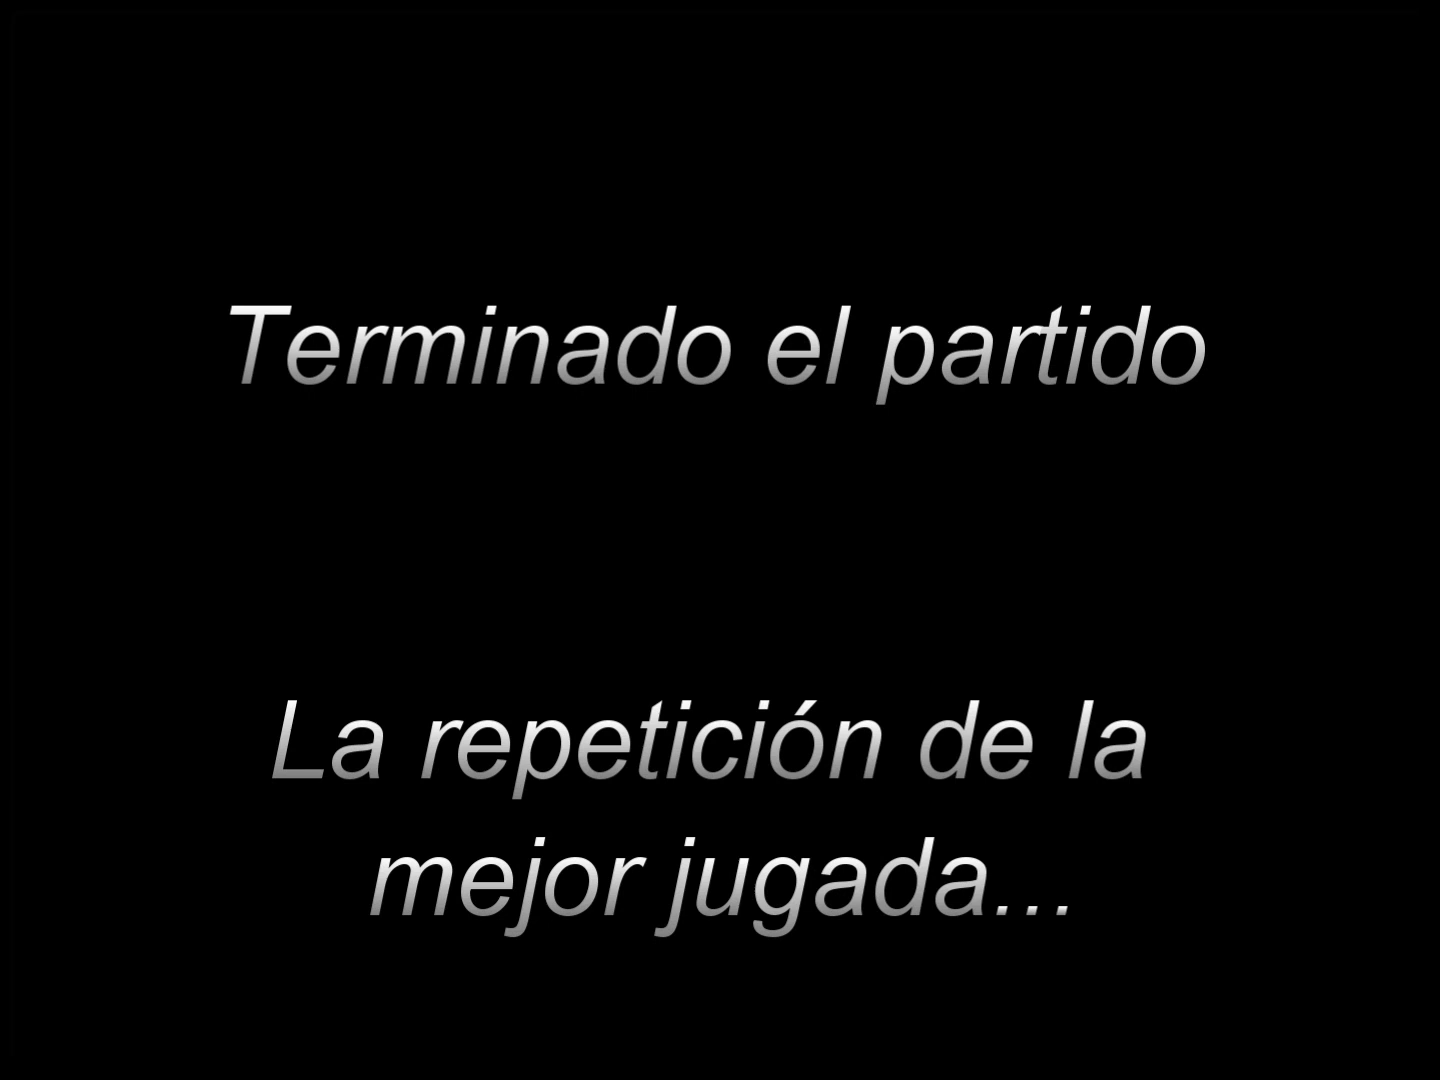 Terminado el partido
La repetición de la
mejor jugada...